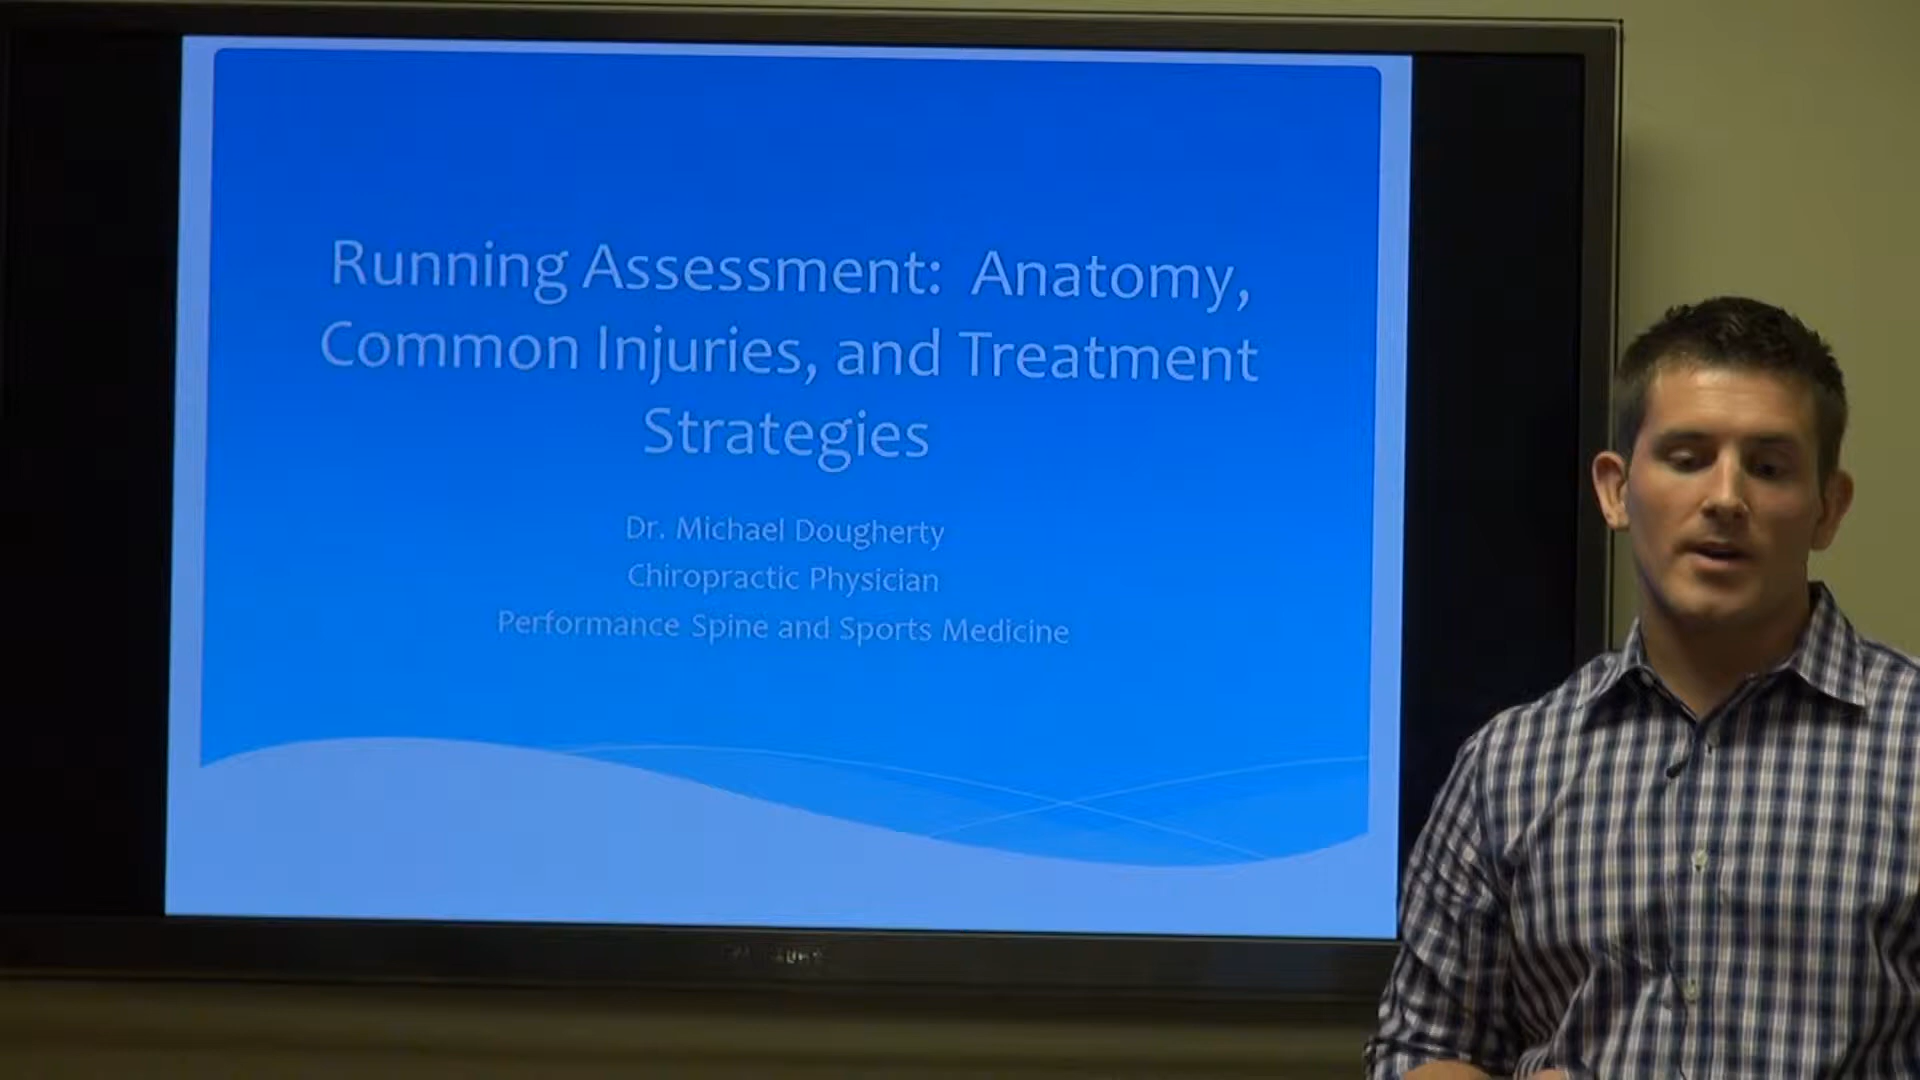 Running Assessment: Anatomy,
Common Injuries, and Treatment
Strategies
Dr. Michael Dougherty
Chiropractic Physician
Performance Spine and Sports Medicine